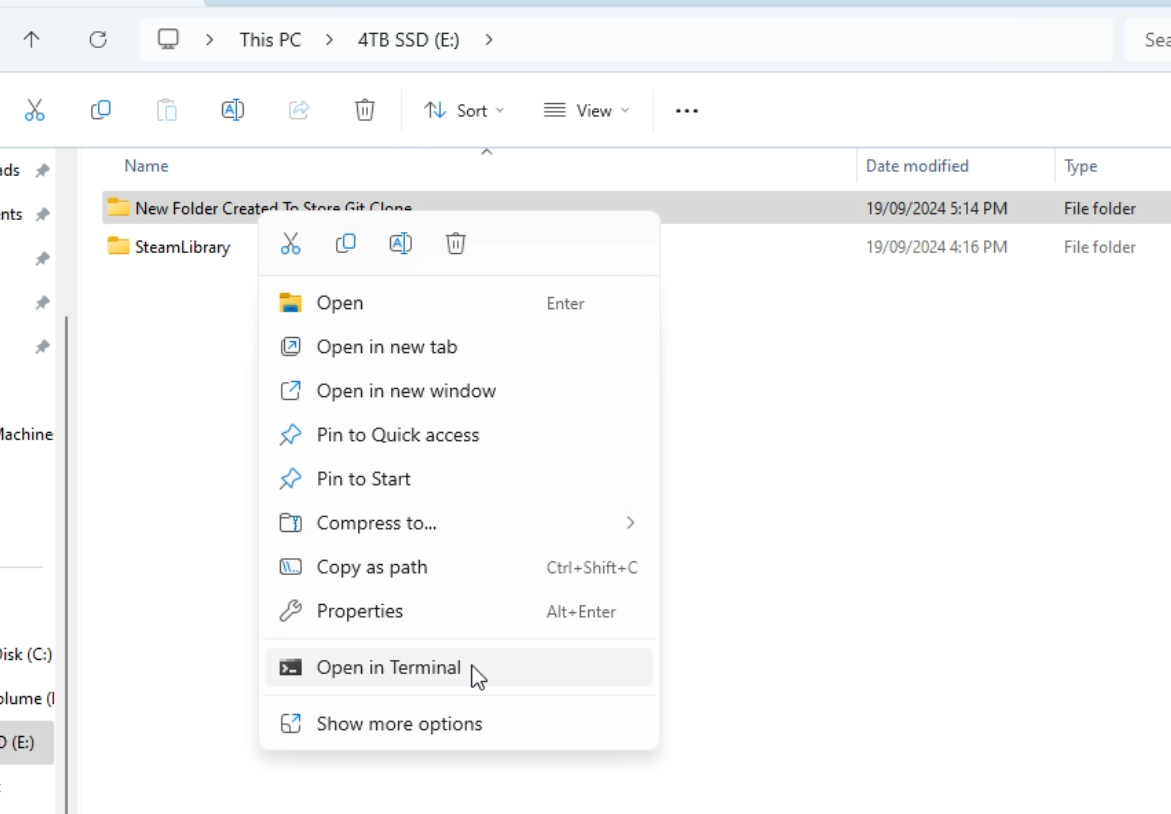 This PC > 4TB SSD (E:) >
Sort
View
Name
Date modified
Type
New Folder Created To Store Git Clone
19/09/2024 5:14 PM
File folder
SteamLibrary
19/09/2024 4:16 PM
File folder
Open
Enter
Open in new tab
Open in new window
Pin to Quick access
Pin to Start
Compress to...
Copy as path
Ctrl+Shift+C
Properties
Alt+Enter
Open in Terminal
Show more options
ads
nts
Machine
Disk (C:)
olume (
D (E:)